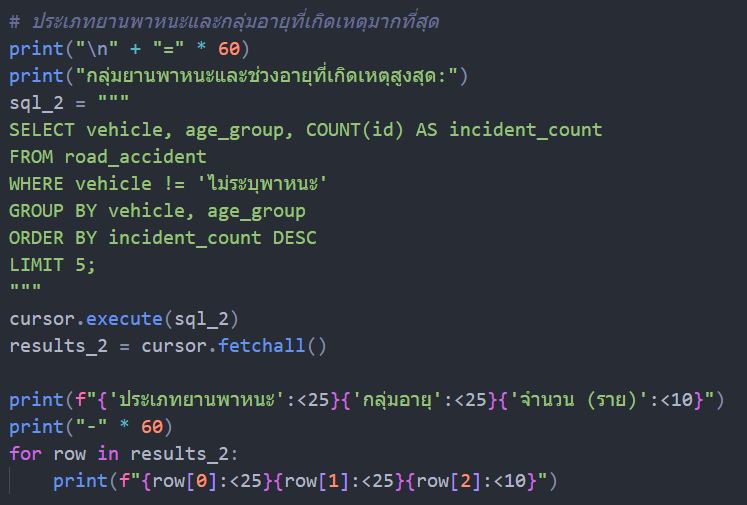 # ประเภทยานพาหนะและกลุ่มอายุที่เกิดเหตุมากที่สุด
print("\n" + "=" * 60)
print("กลุ่มยานพาหนะและช่วงอายุที่เกิดเหตุสูงสุด:")
sql_2 = """
SELECT vehicle, age_group, COUNT(id) AS incident_count
FROM road_accident
WHERE vehicle != 'ไม่ระบุพาหนะ'
GROUP BY vehicle, age_group
ORDER BY incident_count DESC
LIMIT 5;
"""
cursor.execute(sql_2)
results_2 = cursor.fetchall()

print(f"{'ประเภทยานพาหนะ':<25}{'กลุ่มอายุ':<25}{'จำนวน (ราย)':<10}")
print("-" * 60)
for row in results_2:
    print(f"{row[0]:<25}{row[1]:<25}{row[2]:<10}")